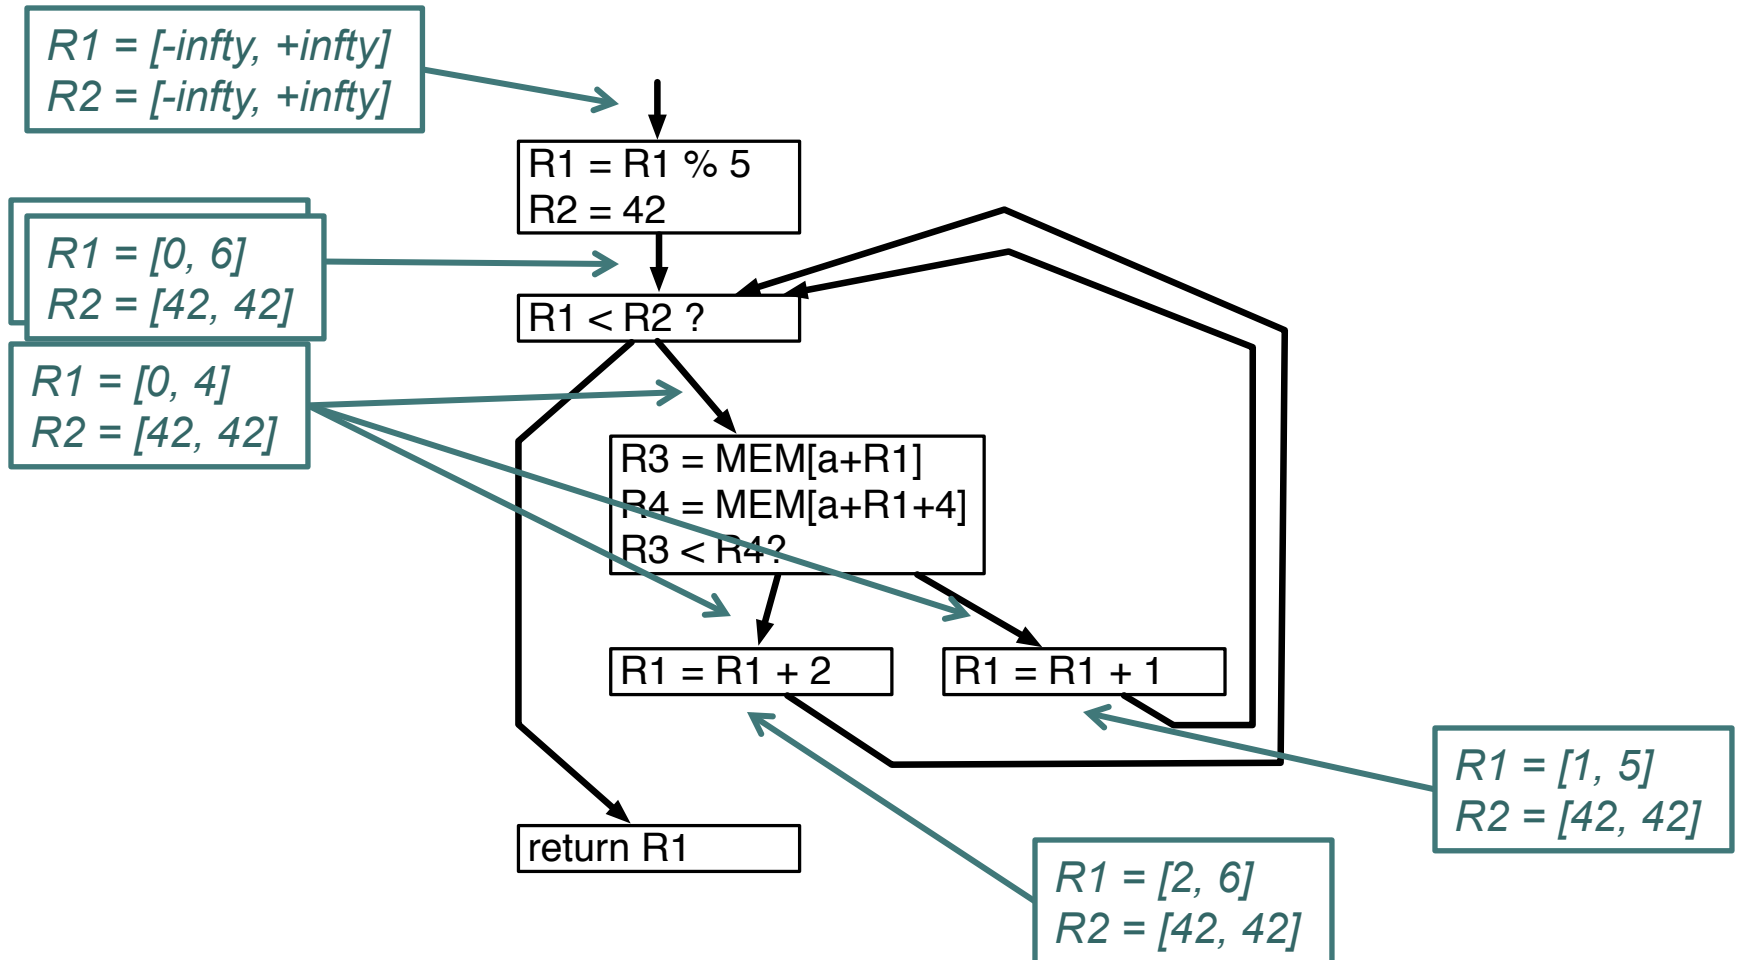 R1 = [-infty, +infty]
R2 = [-infty, +infty]
R1 = R1 % 5
R2 = 42
R1 = [0, 6]
R2 = [42, 42]
R1 < R2 ?
R1 = [0, 4]
R2 = [42, 42]
R3 = MEM[a+R1]
R4 = MEM[a+R1+4]
R3 < R4?
R1 = R1 + 2
R1 = R1 + 1
R1 = [1, 5]
R2 = [42, 42]
return R1
R1 = [2, 6]
R2 = [42, 42]